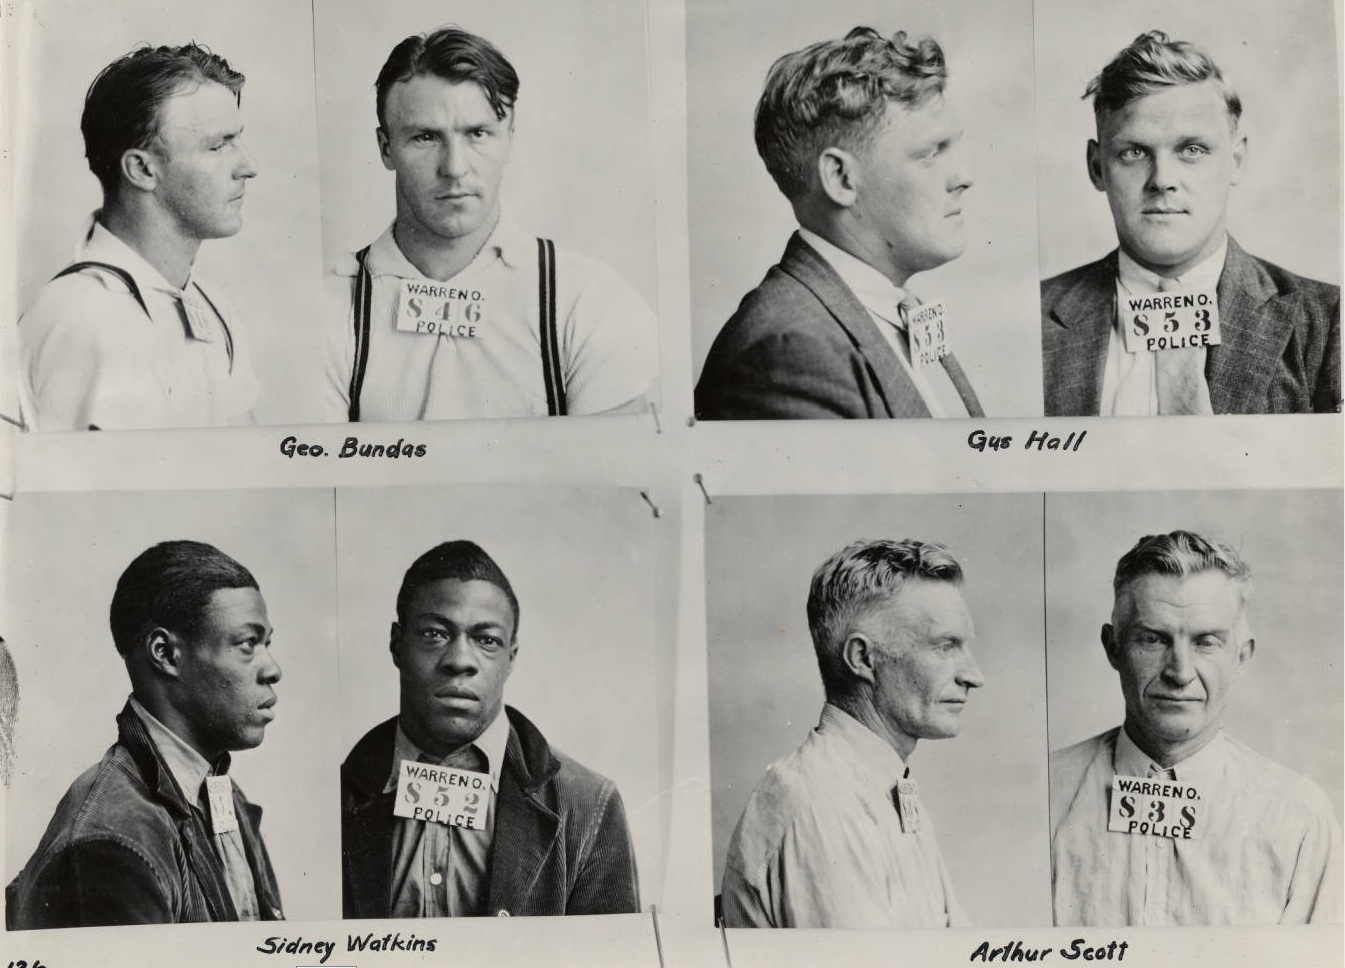 WARREN O.
846
POLICE
WARREN O.
853
POLICE
WARREN O.
853
POLICE
Geo. Bundas
Gus Hall
WARREN O.
852
POLICE
WARREN O.
838
POLICE
Sidney Watkins
Arthur Scott